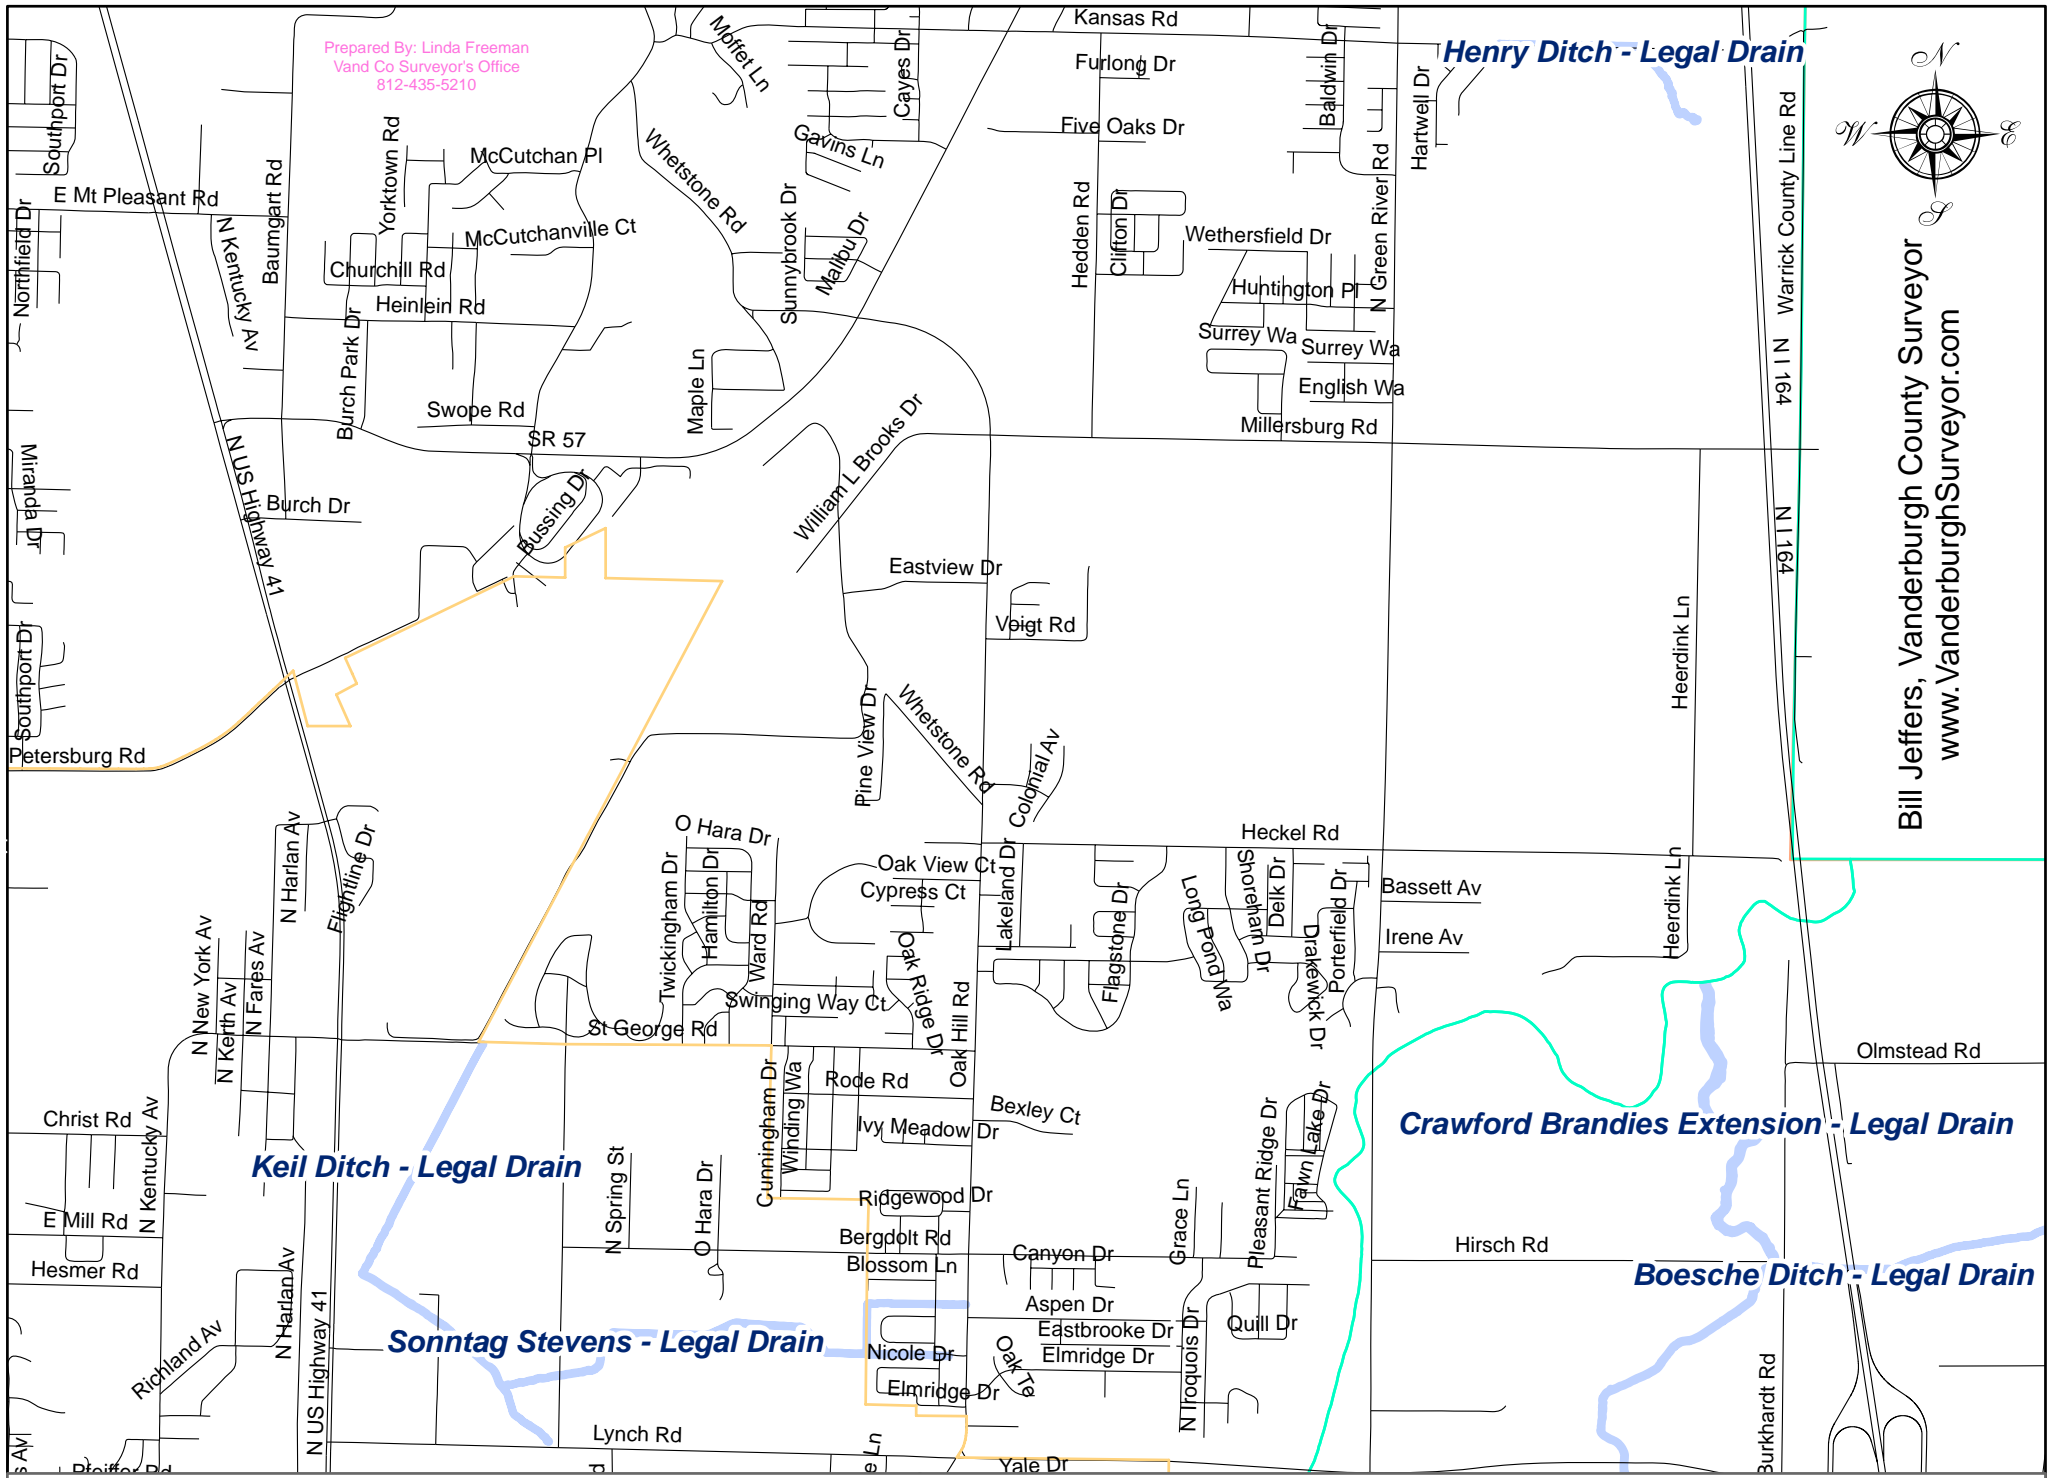 Kansas Rd
Moffet Ln
Cayes Dr
Furlong Dr
Baldwin Dr
Hartwell Dr
Henry Ditch - Legal Drain
Prepared By: Linda Freeman
Vand Co Surveyor's Office
812-435-5210
Southport Dr
N
W
E
S
Warrick County Line Rd
Five Oaks Dr
Gavins Ln
Whetstone Rd
McCutchan Pl
Yorktown Rd
E Mt Pleasant Rd
Northfield Dr
N Kentucky Av
Baumgart Rd
McCutchanville Ct
Churchill Rd
Heinlein Rd
Burch Park Dr
Sunnybrook Dr
Malibu Dr
Hedden Rd
Clifton Dr
Wethersfield Dr
N Green River Rd
Huntington Pl
Surrey Wa
Surrey Wa
English Wa
Millersburg Rd
N I 164
N I 164
Bill Jeffers, Vanderburgh County Surveyor
www.VanderburghSurveyor.com
Maple Ln
Swope Rd
SR 57
William L Brooks Dr
Miranda Dr
N US Highway 41
Burch Dr
Bussing Dr
Eastview Dr
Voigt Rd
Heerdink Ln
Southport Dr
Petersburg Rd
Pine View Dr
Whetstone Rd
Colonial Av
Heckel Rd
N Harlan Av
Flightline Dr
O Hara Dr
Twickingham Dr
Hamilton Dr
Ward Rd
Oak View Ct
Cypress Ct
Lakeland Dr
Flagstone Dr
Long Pond Wa
Shoreham Dr
Delk Dr
Drakewick Dr
Porterfield Dr
Bassett Av
Irene Av
Heerdink Ln
N New York Av
N Kerth Av
N Fares Av
Swinging Way Ct
Oak Ridge Dr
Oak Hill Rd
St George Rd
Olmstead Rd
Cunningham Dr
Winding Wa
Rode Rd
Ivy Meadow Dr
Bexley Ct
Christ Rd
N Kentucky Av
Crawford Brandies Extension - Legal Drain
Keil Ditch - Legal Drain
N Spring St
O Hara Dr
Pleasant Ridge Dr
Fawn Lake Dr
Grace Ln
Ridgewood Dr
E Mill Rd
Bergdolt Rd
Canyon Dr
Hirsch Rd
Hesmer Rd
Blossom Ln
Boesche Ditch - Legal Drain
N Harlan Av
N US Highway 41
Aspen Dr
Eastbrooke Dr
Quill Dr
N Iroquois Dr
Sonntag Stevens - Legal Drain
Nicole Dr
Oak Te
Elmridge Dr
Elmridge Dr
Richland Av
Burkhardt Rd
Lynch Rd
Yale Dr
Pfeiffer Rd
s Av
d
e Ln